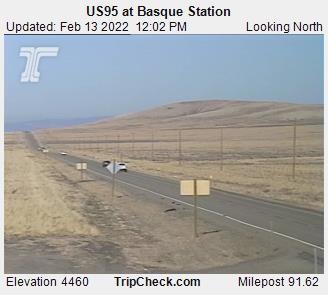 US95 at Basque Station
Updated: Feb 13 2022 12:02 PM Looking North
Elevation 4460 TripCheck.com Milepost 91.62